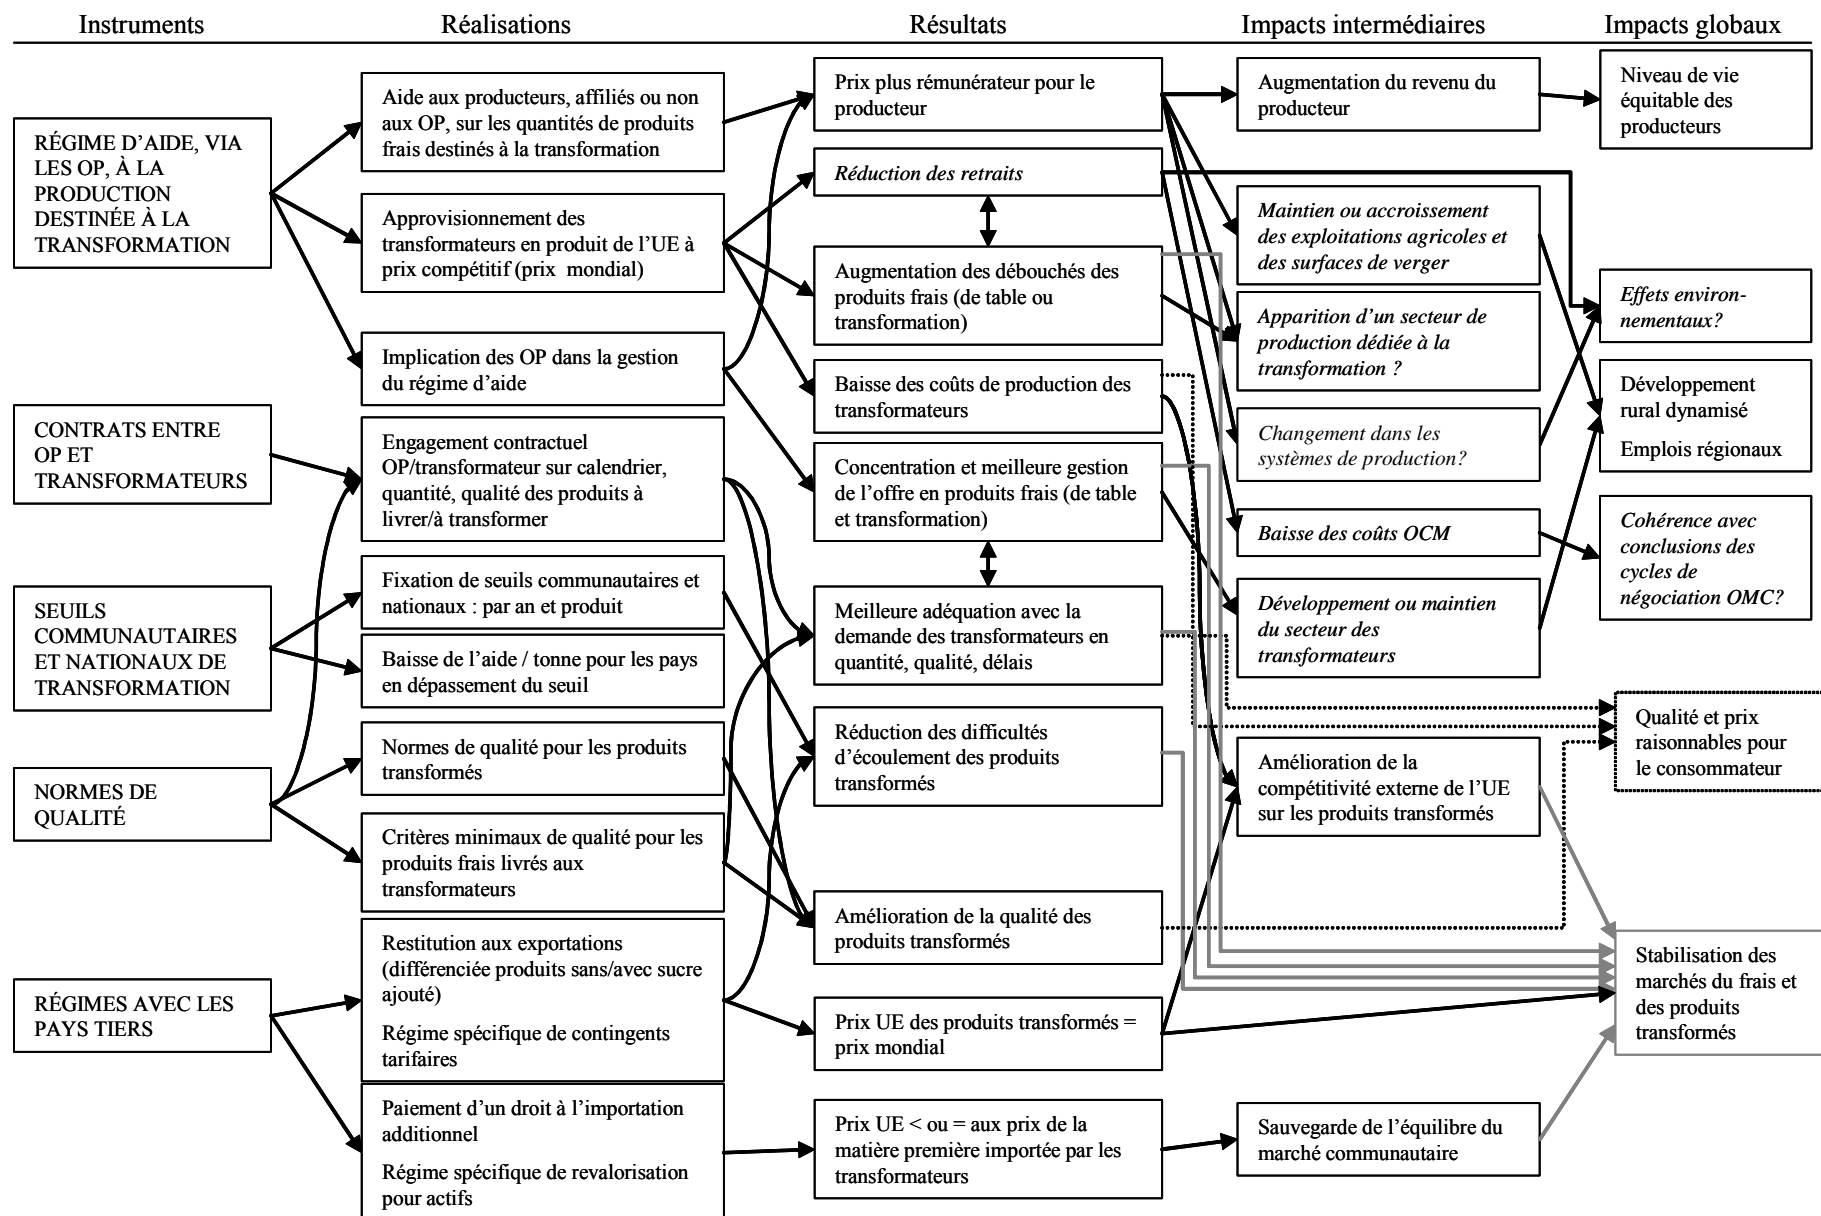 Instruments
Réalisations
Résultats
Impacts intermédiaires
Impacts globaux
RÉGIME D’AIDE, VIA
LES OP, À LA
PRODUCTION
DESTINÉE À LA
TRANSFORMATION
CONTRATS ENTRE
OP ET
TRANSFORMATEURS
SEUILS
COMMUNAUTAIRES
ET NATIONAUX DE
TRANSFORMATION
NORMES DE
QUALITÉ
RÉGIMES AVEC LES
PAYS TIERS
Aide aux producteurs, affiliés ou non
aux OP, sur les quantités de produits
frais destinés à la transformation
Approvisionnement des
transformateurs en produit de l’UE à
prix compétitif (prix mondial)
Implication des OP dans la gestion
du régime d’aide
Engagement contractuel
OP/transformateur sur calendrier,
quantité, qualité des produits à
livrer/à transformer
Fixation de seuils communautaires et
nationaux : par an et produit
Baisse de l’aide / tonne pour les pays
en dépassement du seuil
Normes de qualité pour les produits
transformés
Critères minimaux de qualité pour les
produits frais livrés aux
transformateurs
Restitution aux exportations
(différenciée produits sans/avec sucre
ajouté)
Régime spécifique de contingents
tarifaires
Paiement d’un droit à l’importation
additionnel
Régime spécifique de revalorisation
pour actifs
Prix plus rémunérateur pour le
producteur
Réduction des retraits
Augmentation des débouchés des
produits frais (de table ou
transformation)
Baisse des coûts de production des
transformateurs
Concentration et meilleure gestion
de l’offre en produits frais (de table
et transformation)
Meilleure adéquation avec la
demande des transformateurs en
quantité, qualité, délais
Réduction des difficultés
d’écoulement des produits
transformés
Amélioration de la qualité des
produits transformés
Prix UE des produits transformés =
prix mondial
Prix UE < ou = aux prix de la
matière première importée par les
transformateurs
Augmentation du revenu du
producteur
Maintien ou accroissement
des exploitations agricoles et
des surfaces de verger
Apparition d’un secteur de
production dédiée à la
transformation ?
Changement dans les
systèmes de production?
Baisse des coûts OCM
Développement ou maintien
du secteur des
transformateurs
Amélioration de la
compétitivité externe de l’UE
sur les produits transformés
Sauvegarde de l’équilibre du
marché communautaire
Niveau de vie
équitable des
producteurs
Effets environ-
nementaux?
Développement
rural dynamisé
Emplois régionaux
Cohérence avec
conclusions des
cycles de
négociation OMC?
Qualité et prix
raisonnables pour
le consommateur
Stabilisation des
marchés du frais et
des produits
transformés